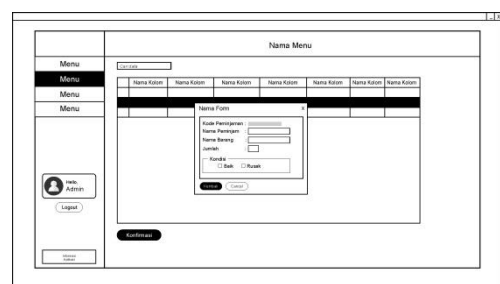 Nama Menu
Menu
Menu
Menu
Menu
Cari data
Nama Kolom Nama Kolom Nama Kolom Nama Kolom Nama Kolom Nama Kolom Nama Kolom
Nama Form x
Kode Peminjaman :
Nama Peminjam :
Nama Barang :
Jumlah :
Kondisi
Baik Rusak
Cancel
Hello,
Admin
Logout
Konfirmasi